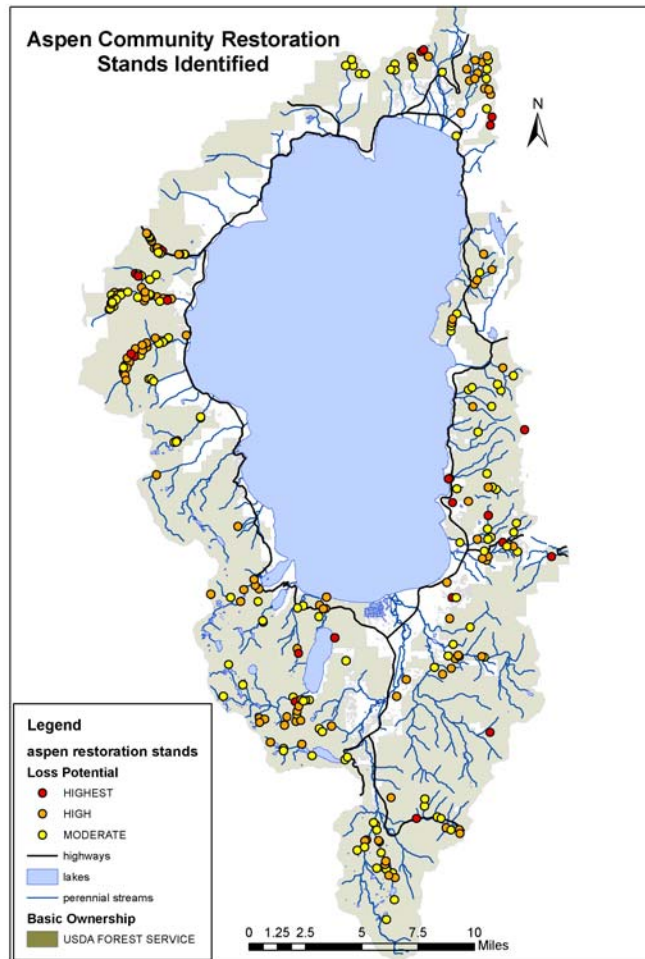 Aspen Community Restoration
Stands Identified
N
Legend
aspen restoration stands
Loss Potential
HIGHEST
HIGH
MODERATE
highways
lakes
perennial streams
Basic Ownership
USDA FOREST SERVICE
0 1.25 2.5 5 7.5 10
Miles